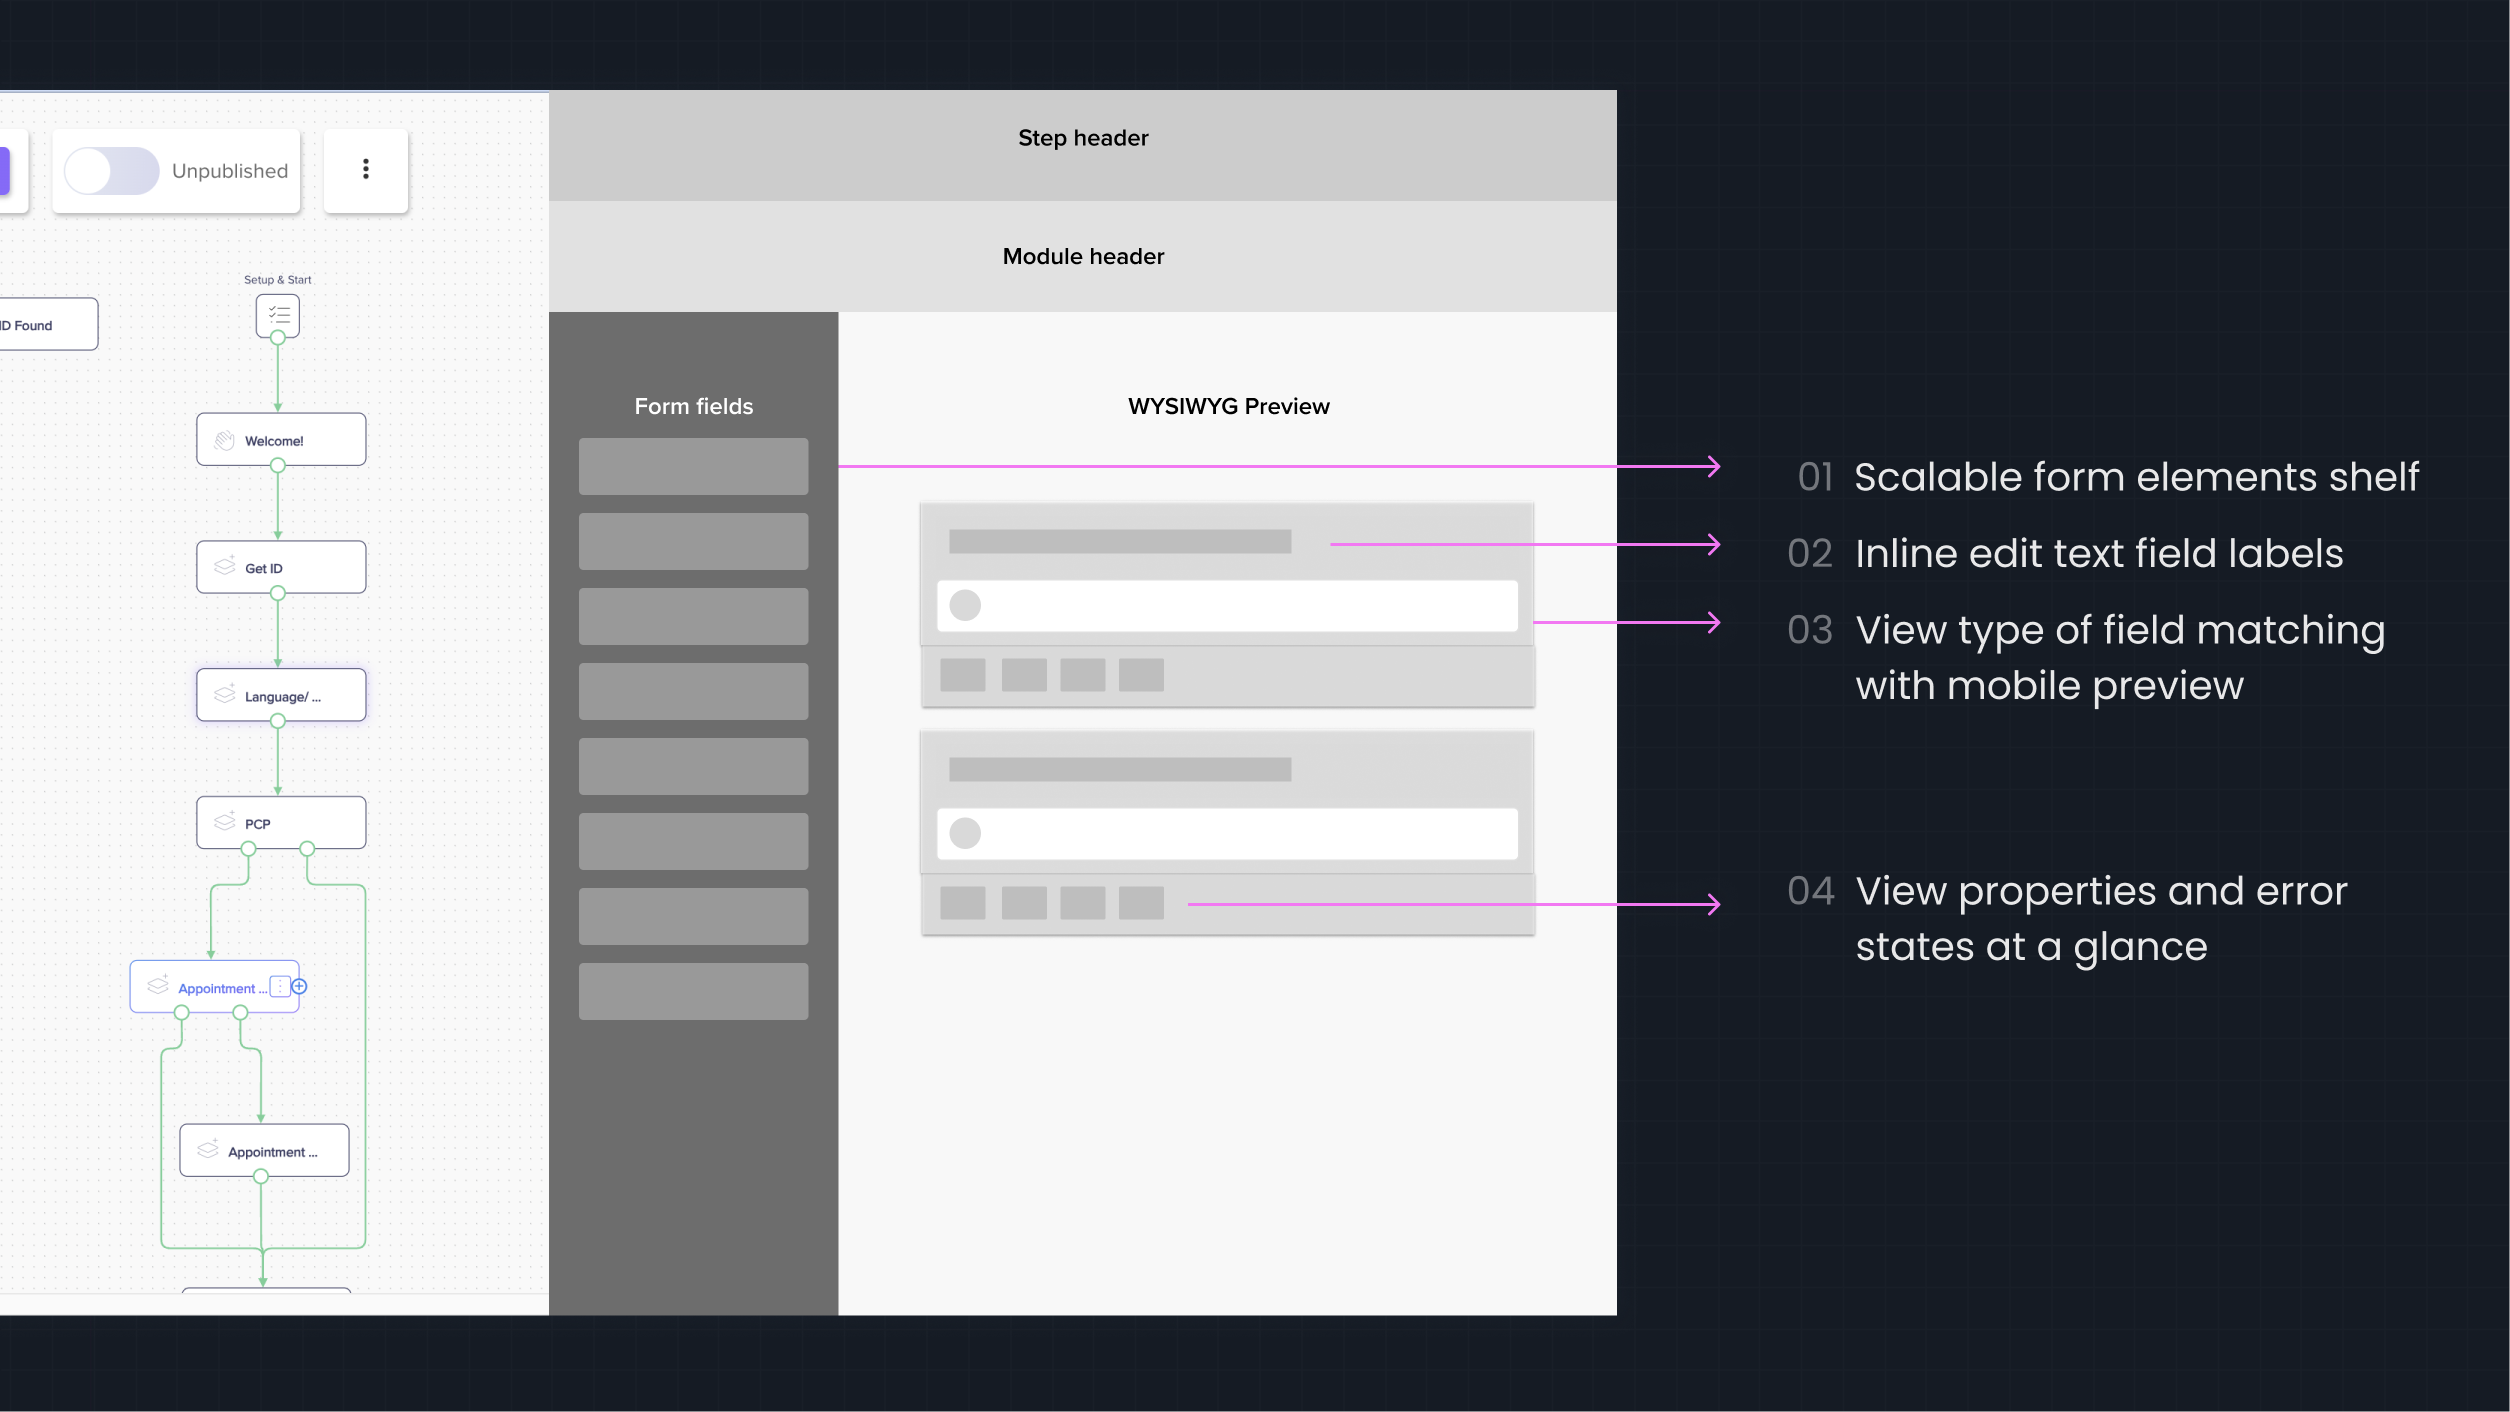 Unpublished
Setup & Start
ID Found
Welcome!
Get ID
Language/ ...
PCP
Appointment ...
Appointment ...
Step header
Module header
Form fields
WYSIWYG Preview
01 Scalable form elements shelf
02 Inline edit text field labels
03 View type of field matching
with mobile preview
04 View properties and error
states at a glance